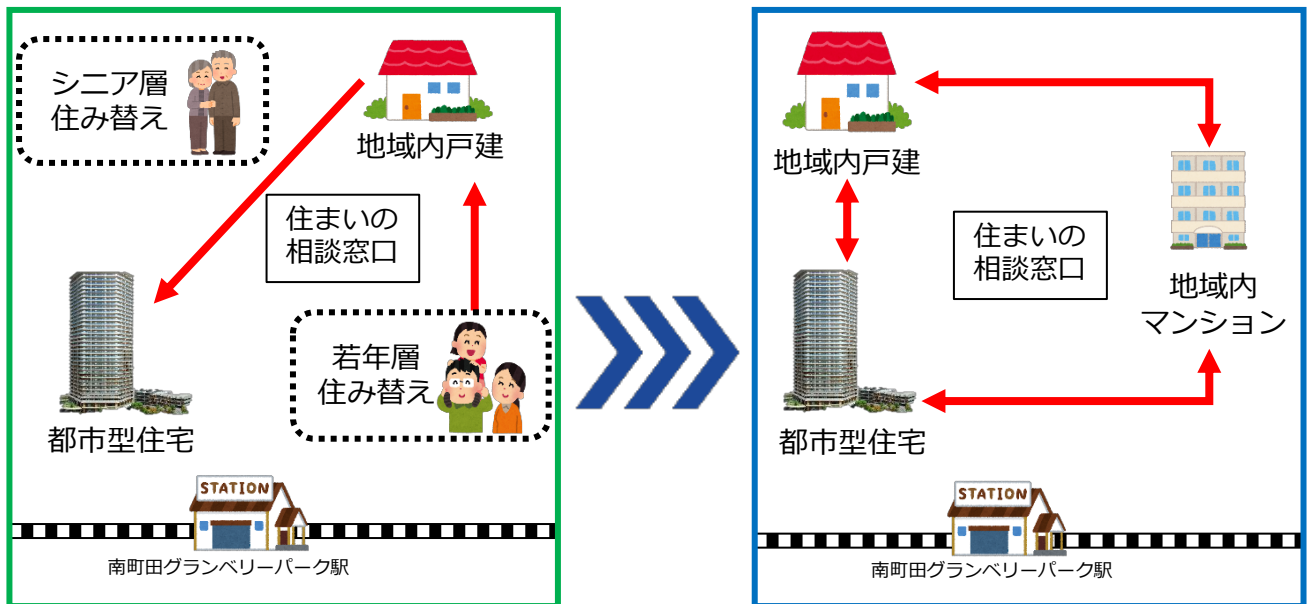 シニア層
住み替え
地域内戸建
住まいの
相談窓口
若年層
住み替え
都市型住宅
STATION
南町田グランベリーパーク駅
地域内戸建
住まいの
相談窓口
地域内
マンション
都市型住宅
STATION
南町田グランベリーパーク駅